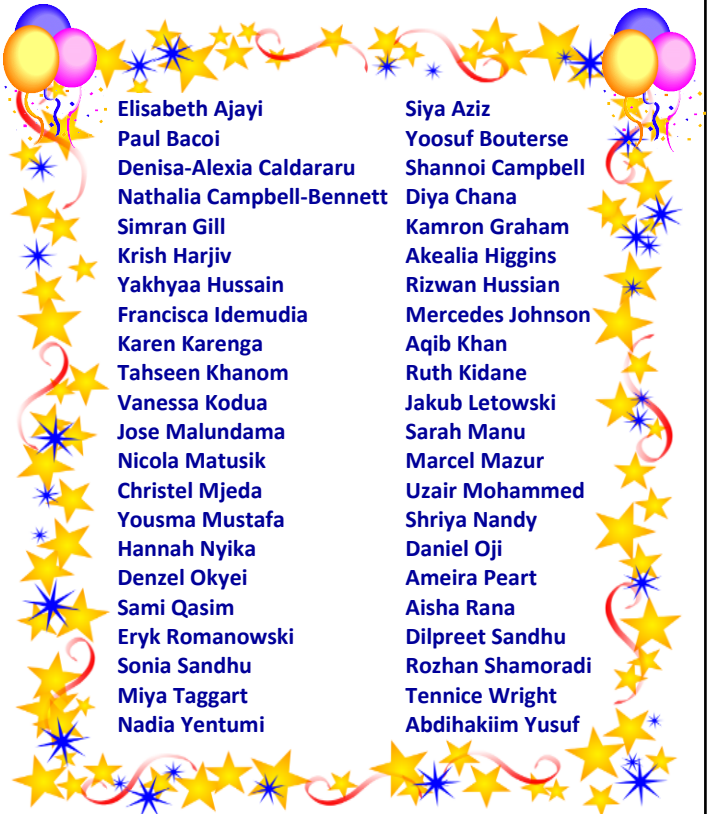 Elisabeth Ajayi
Paul Bacoi
Denisa-Alexia Caldararu
Nathalia Campbell-Bennett
Simran Gill
Krish Harjiv
Yakhyaa Hussain
Francisca Idemudia
Karen Karenga
Tahseen Khanom
Vanessa Kodua
Jose Malundama
Nicola Matusik
Christel Mjeda
Yousma Mustafa
Hannah Nyika
Denzel Okyei
Sami Qasim
Eryk Romanowski
Sonia Sandhu
Miya Taggart
Nadia Yentumi
Siya Aziz
Yoosuf Bouterse
Shannoi Campbell
Diya Chana
Kamron Graham
Akealia Higgins
Rizwan Hussian
Mercedes Johnson
Aqib Khan
Ruth Kidane
Jakub Letowski
Sarah Manu
Marcel Mazur
Uzair Mohammed
Shriya Nandy
Daniel Oji
Ameira Peart
Aisha Rana
Dilpreet Sandhu
Rozhan Shamoradi
Tennice Wright
Abdihakiim Yusuf